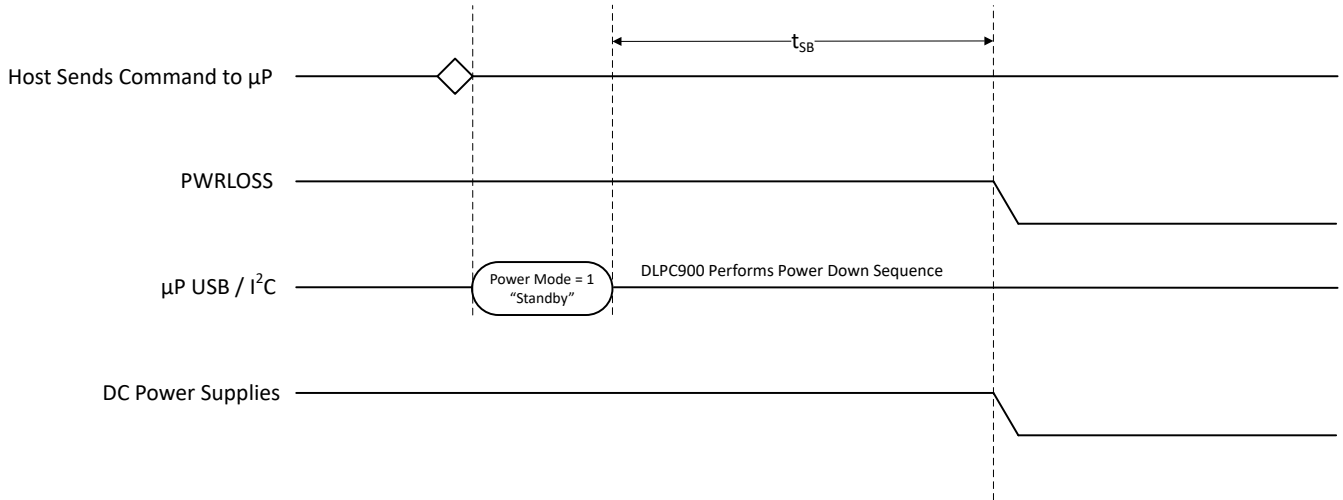 t_SB
Host Sends Command to µP
PWRLOSS
µP USB / I²C
Power Mode = 1
“Standby”
DLPC900 Performs Power Down Sequence
DC Power Supplies